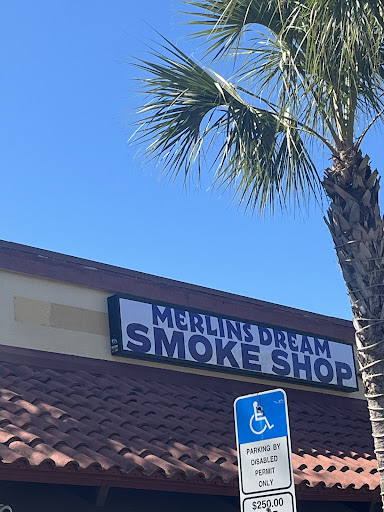 MERLINS DREAM
SMOKE SHOP
PARKING BY
DISABLED
PERMIT
ONLY
$250.00